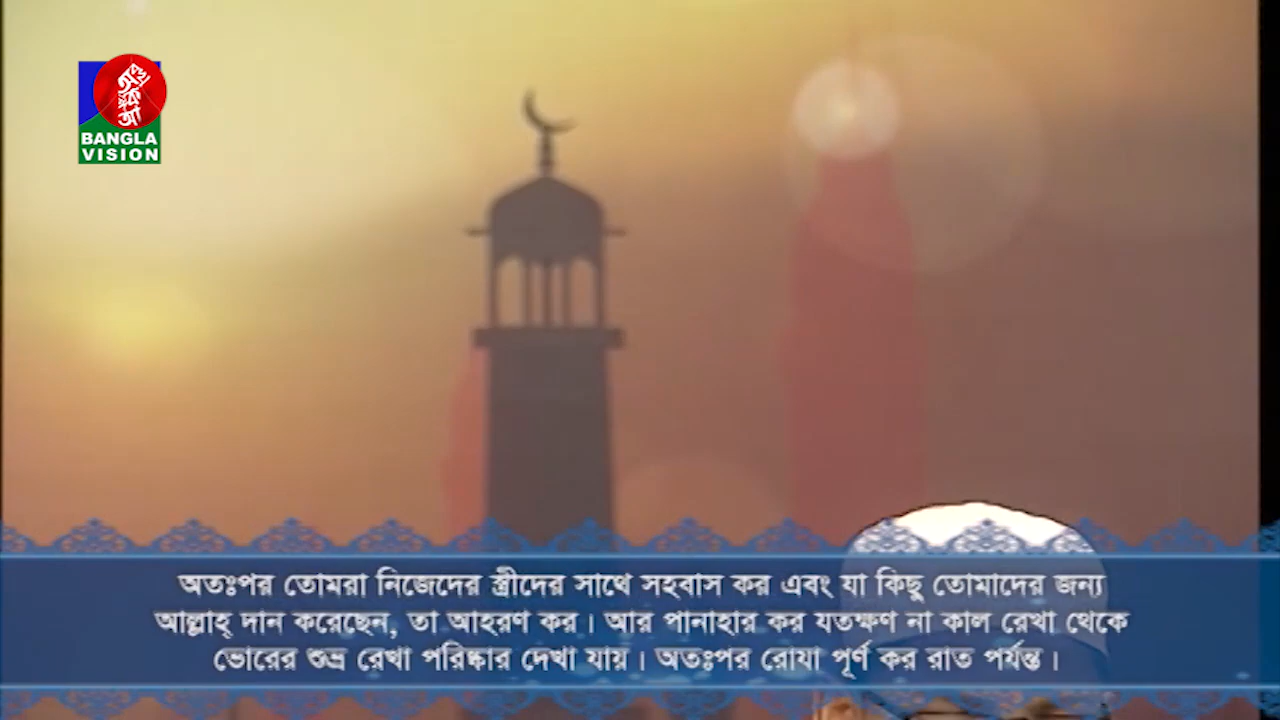 BANGLA
VISION
অতঃপর তোমরা নিজেদের স্ত্রীদের সাথে সহবাস কর এবং যা কিছু তোমাদের জন্য
আল্লাহ্ দান করেছেন, তা আহরণ কর। আর পানাহার কর যতক্ষণ না কাল রেখা থেকে
ভোরের শুভ্র রেখা পরিষ্কার দেখা যায়। অতঃপর রোযা পূর্ণ কর রাত পর্যন্ত।